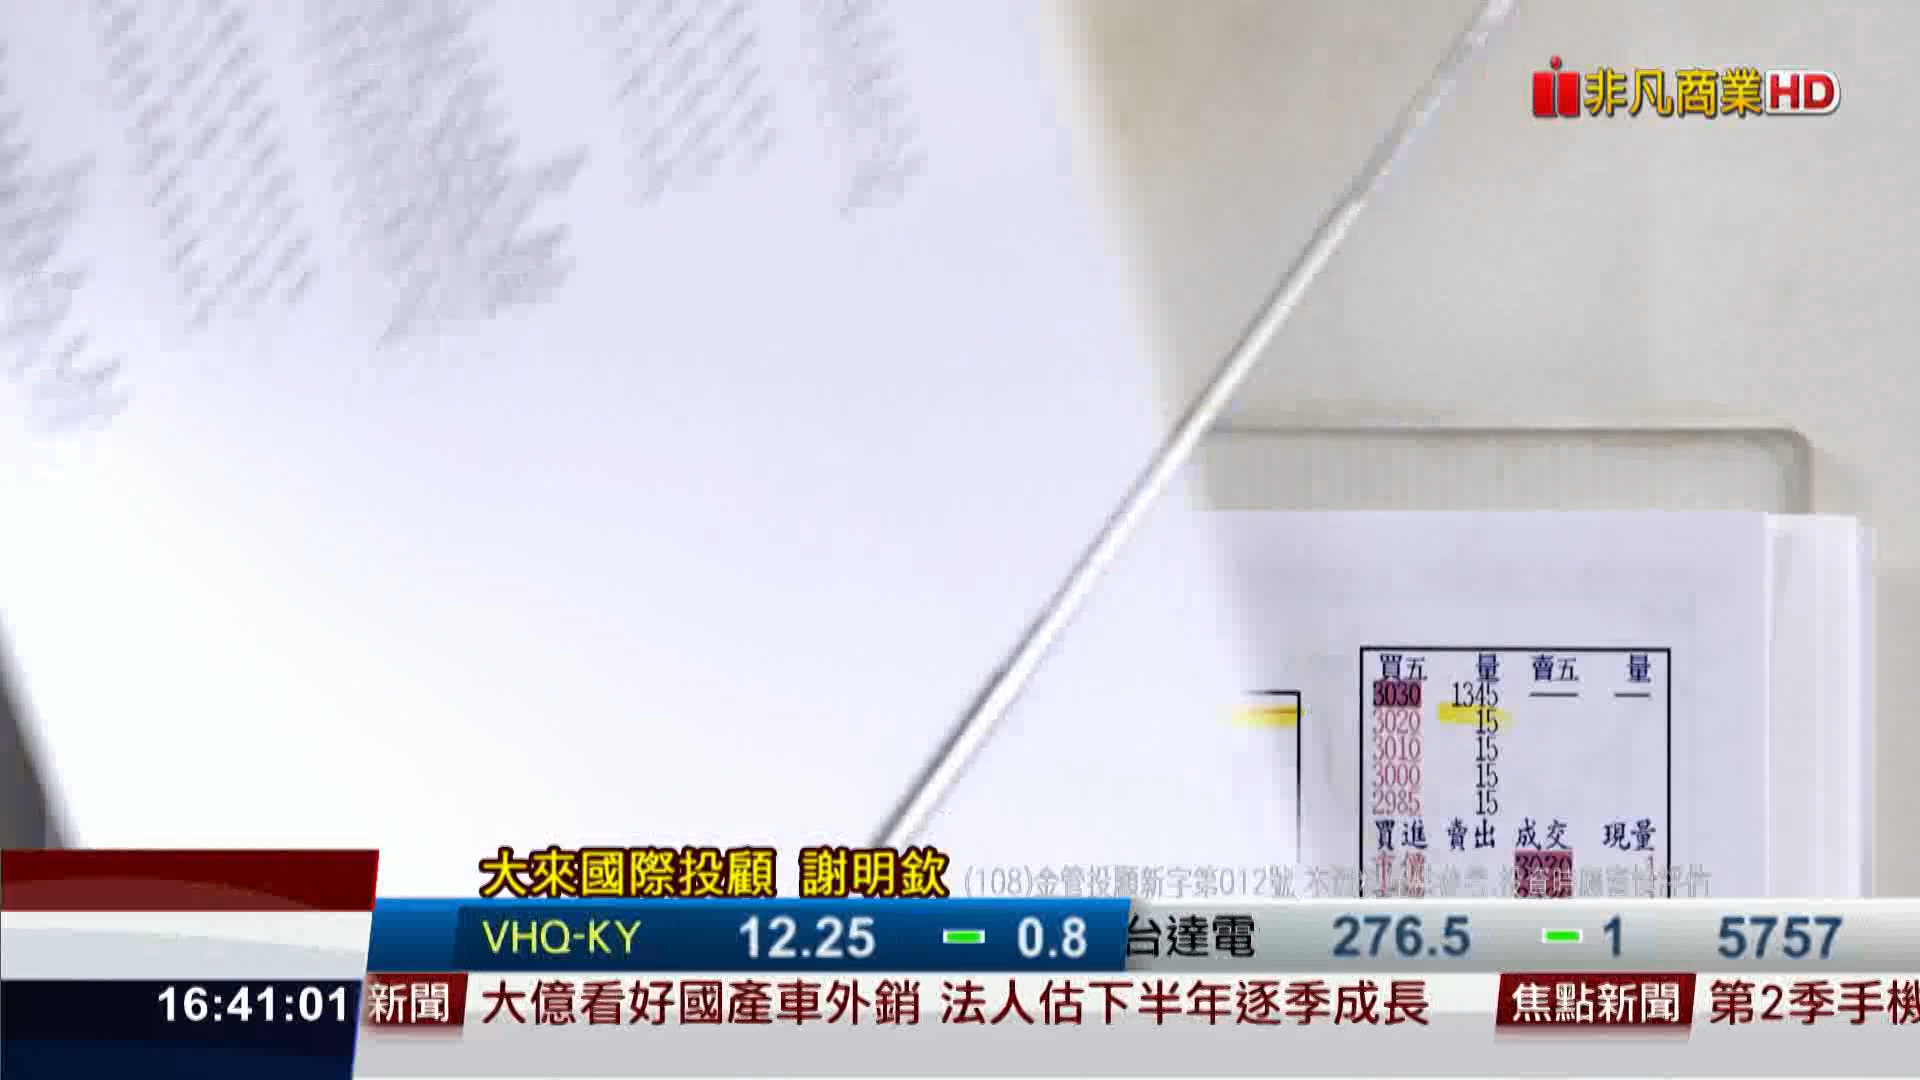 非凡商業HD
買五 量 賣五 量
3030 1345 — —
3020 15
3010 15
3000 15
2985 15
買進 賣出 成交 現量
市價 3030 1
大來國際投顧 謝明欽
(108)金管投顧新字第012號
VHQ-KY 12.25 0.8
台達電 276.5 1 5757
16:41:01
新聞 大億看好國產車外銷 法人估下半年逐季成長
焦點新聞 第2季手機